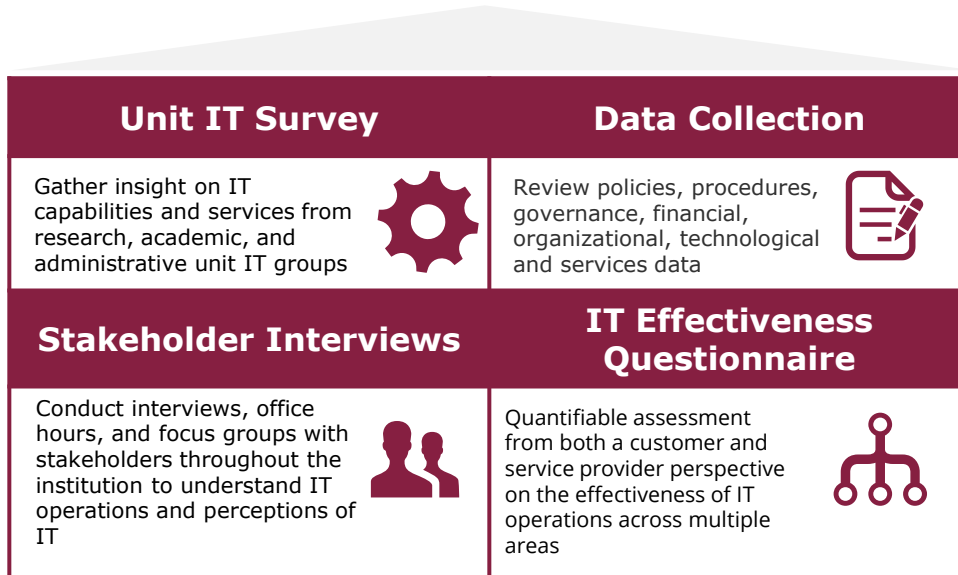 Unit IT Survey
Gather insight on IT
capabilities and services from
research, academic, and
administrative unit IT groups
Data Collection
Review policies, procedures,
governance, financial,
organizational, technological
and services data
Stakeholder Interviews
Conduct interviews, office
hours, and focus groups with
stakeholders throughout the
institution to understand IT
operations and perceptions of
IT
IT Effectiveness
Questionnaire
Quantifiable assessment
from both a customer and
service provider perspective
on the effectiveness of IT
operations across multiple
areas